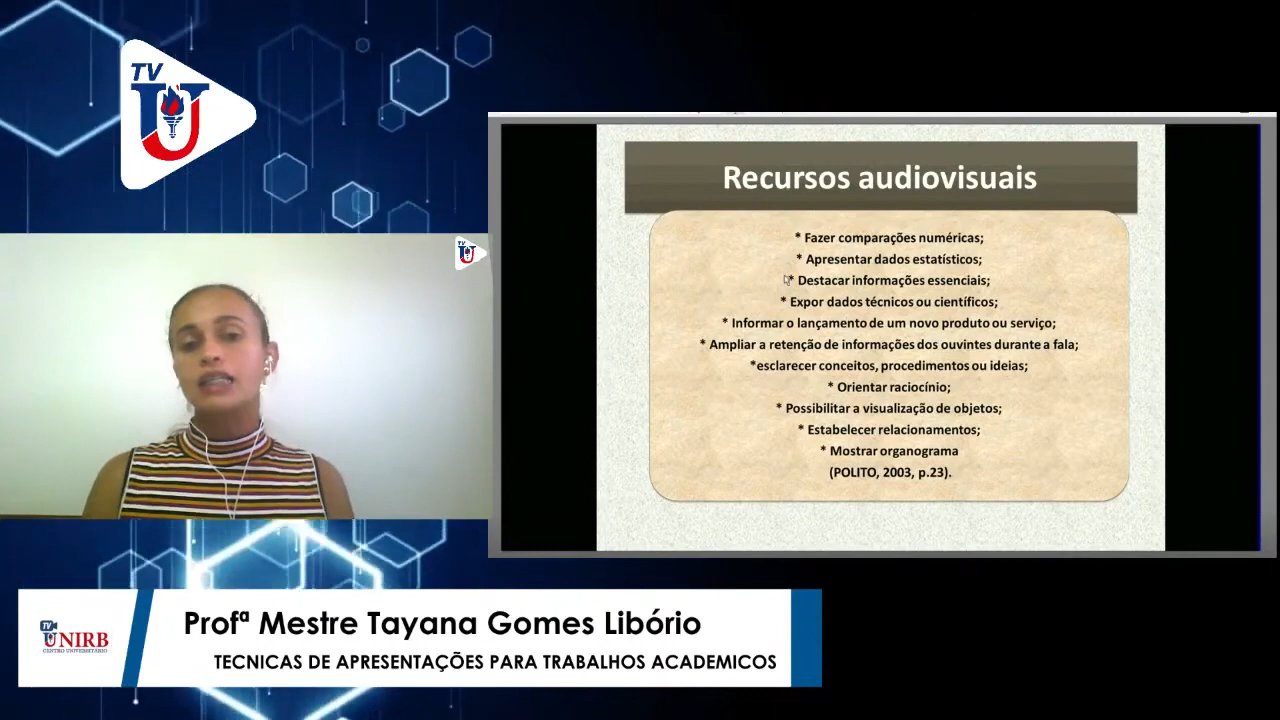 TV
U
TV
U
Recursos audiovisuais
* Fazer comparações numéricas;
* Apresentar dados estatísticos;
* Destacar informações essenciais;
* Expor dados técnicos ou científicos;
* Informar o lançamento de um novo produto ou serviço;
* Ampliar a retenção de informações dos ouvintes durante a fala;
*esclarecer conceitos, procedimentos ou ideias;
* Orientar raciocínio;
* Possibilitar a visualização de objetos;
* Estabelecer relacionamentos;
* Mostrar organograma
(POLITO, 2003, p.23).
TV
UNIRB
CENTRO UNIVERSITÁRIO
Profª Mestre Tayana Gomes Libório
TECNICAS DE APRESENTAÇÕES PARA TRABALHOS ACADEMICOS